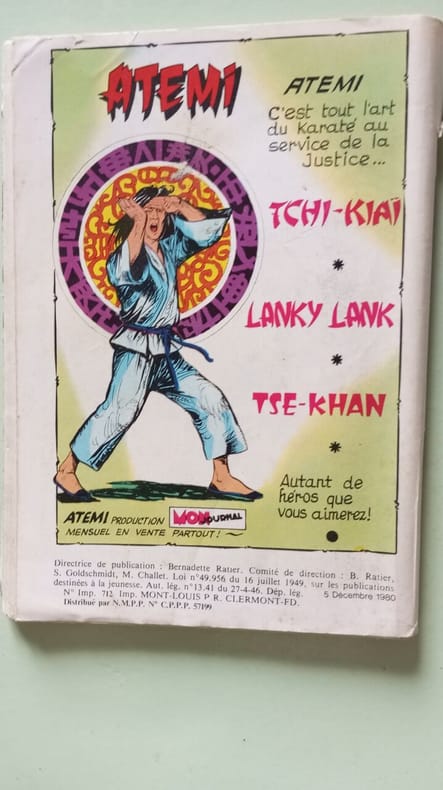 ATEMI
ATEMI
C'est tout l'art
du Karaté au
service de la
Justice...
TCHI-KIAÏ
*
LANKY LANK
*
TSE-KHAN
*
Autant de
héros que
vous aimerez!
ATEMI PRODUCTION MON JOURNAL
MENSUEL EN VENTE PARTOUT! ~
Directrice de publication : Bernadette Ratier. Comité de direction : B. Ratier,
S. Goldschmidt, M. Challet. Loi n°49.956 du 16 juillet 1949, sur les publications
destinées à la jeunesse. Aut. lég. n°13.41 du 27-4-46. Dép. lég. 5 Décembre 1980
N° Imp. 712. Imp. MONT-LOUIS P R. CLERMONT-FD.
Distribué par N.M.P.P. N° C.P.P.P. 57199